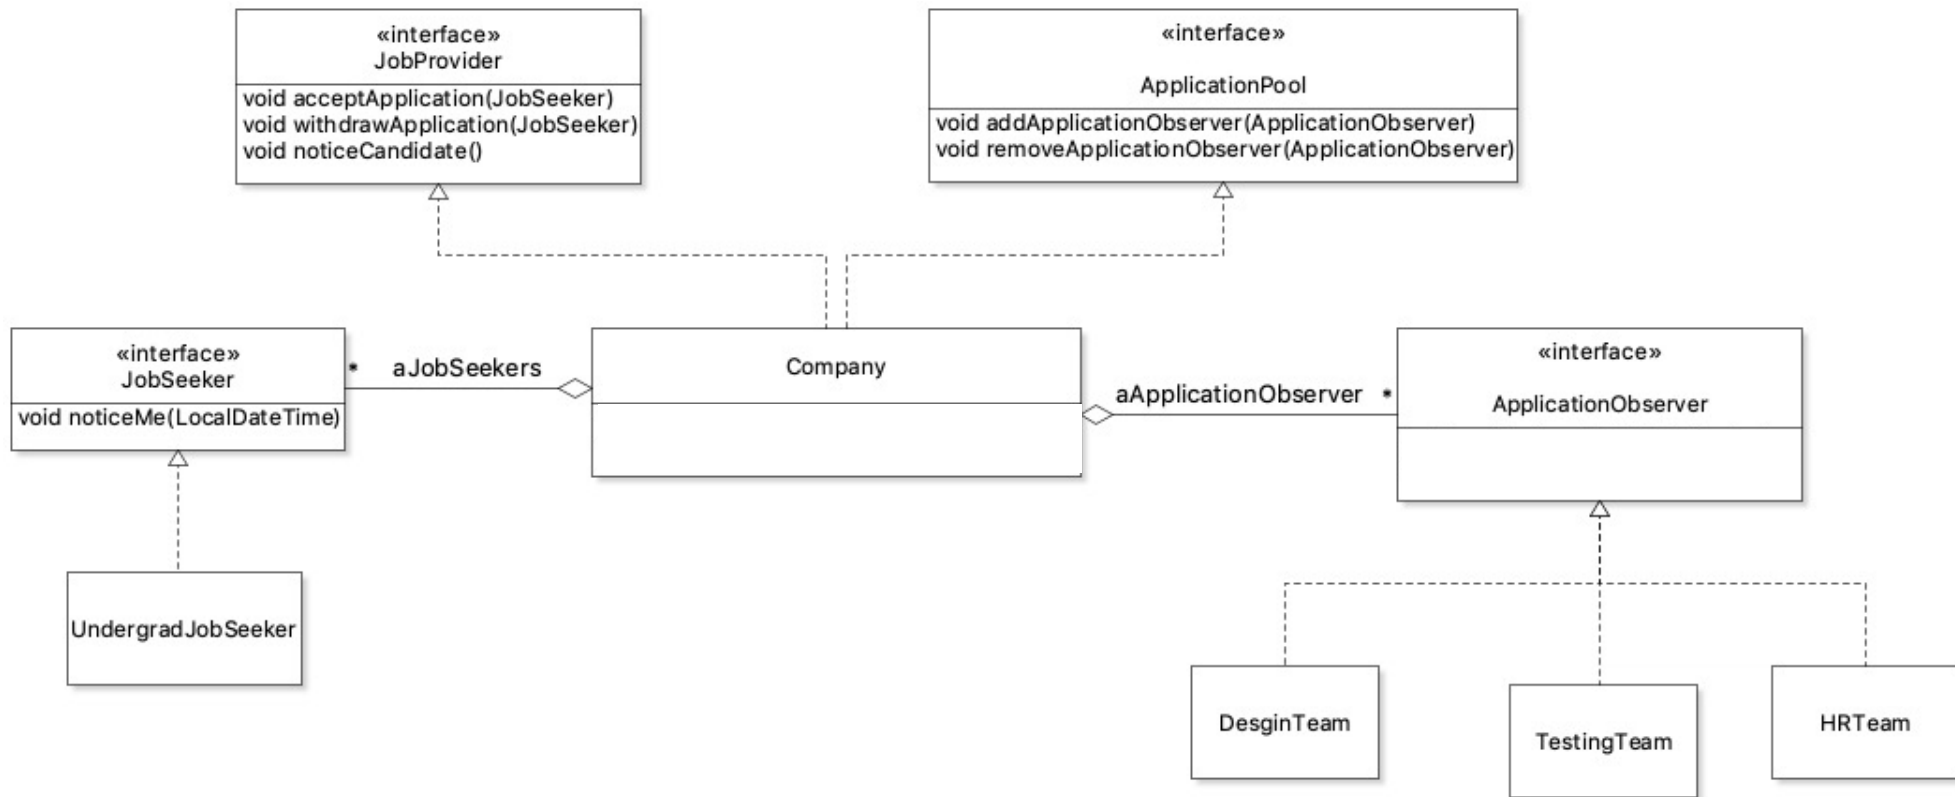 «interface»
JobProvider
void acceptApplication(JobSeeker)
void withdrawApplication(JobSeeker)
void noticeCandidate()
«interface»
ApplicationPool
void addApplicationObserver(ApplicationObserver)
void removeApplicationObserver(ApplicationObserver)
«interface»
JobSeeker
void noticeMe(LocalDateTime)
* aJobSeekers
Company
aApplicationObserver *
«interface»
ApplicationObserver
UndergradJobSeeker
DesginTeam
TestingTeam
HRTeam